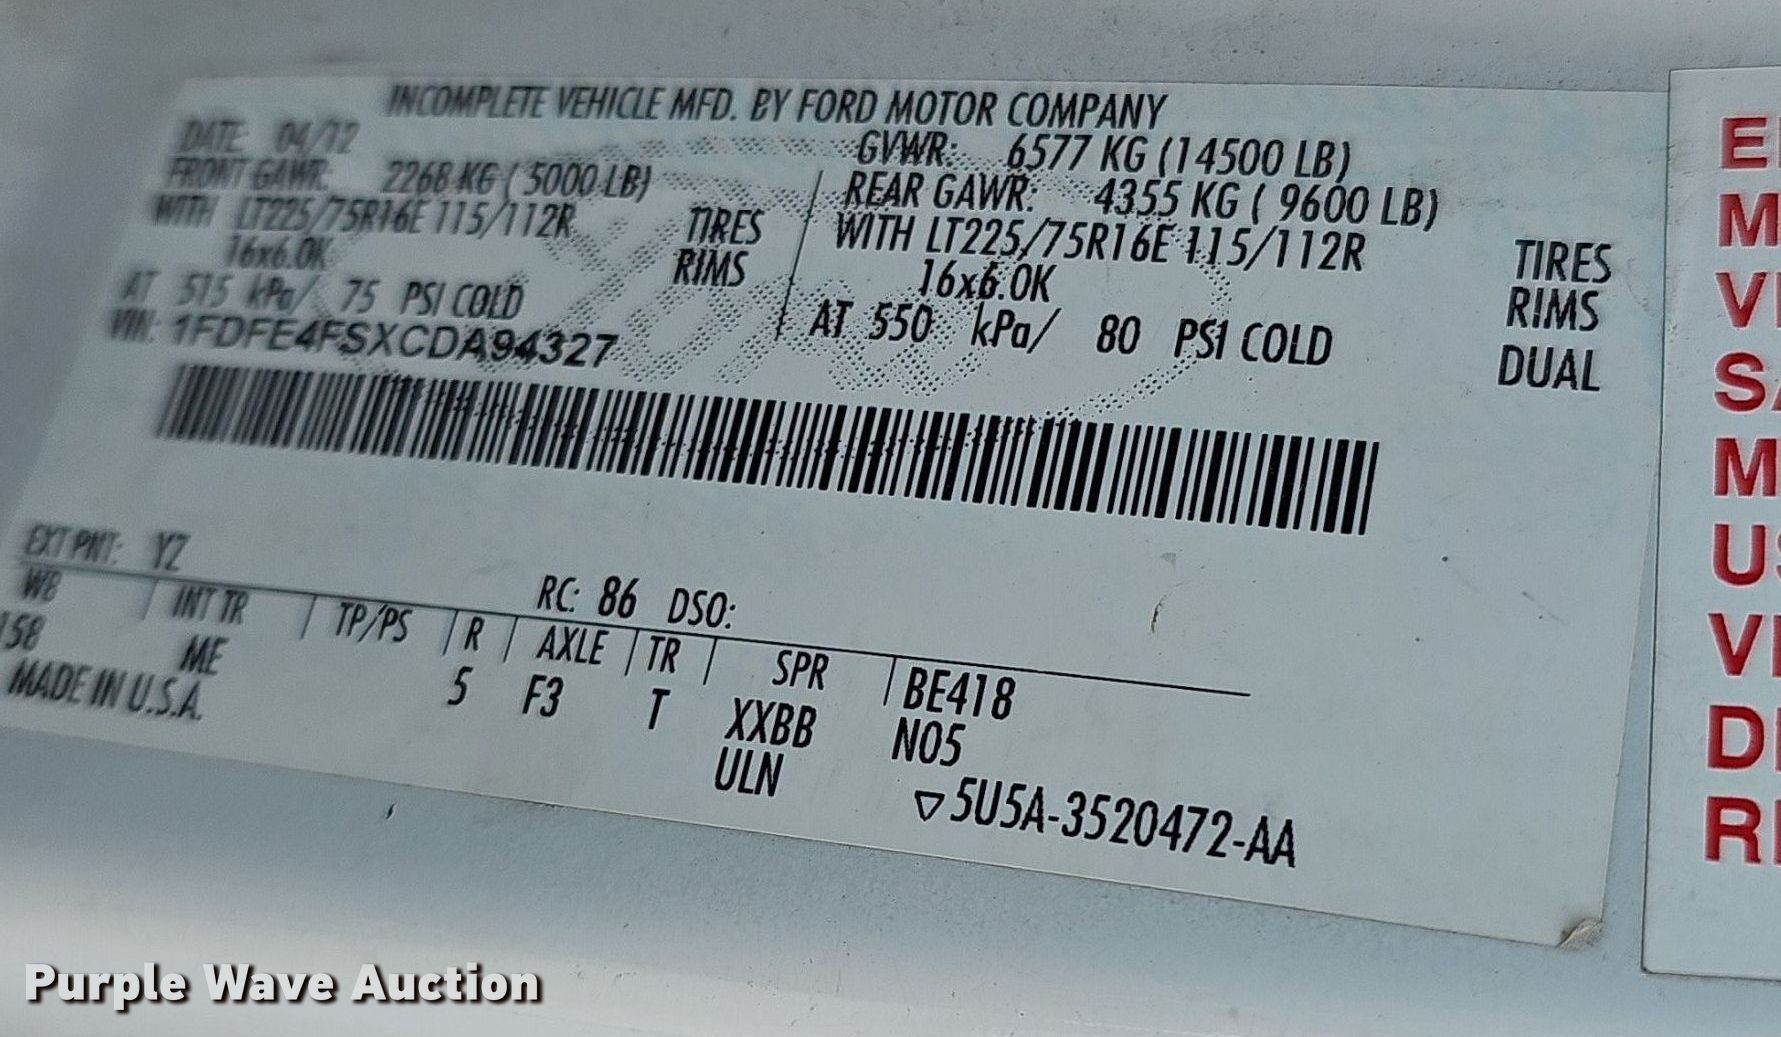 INCOMPLETE VEHICLE MFD. BY FORD MOTOR COMPANY
DATE: 04/12 GVWR: 6577 KG (14500 LB)
FRONT GAWR: 2268 KG ( 5000 LB) REAR GAWR: 4355 KG ( 9600 LB)
WITH LT225/75R16E 115/112R TIRES WITH LT225/75R16E 115/112R TIRES
16x6.0K RIMS 16x6.0K RIMS
AT 515 kPa/ 75 PSI COLD AT 550 kPa/ 80 PSI COLD DUAL
VIN: 1FDFE4FSXCDA94327
EXT PNT: YZ RC: 86 DSO:
WB INT TR TP/PS R AXLE TR SPR BE418
158 ME 5 F3 T XXBB N05
MADE IN U.S.A. ULN
▽5U5A-3520472-AA
Purple Wave Auction